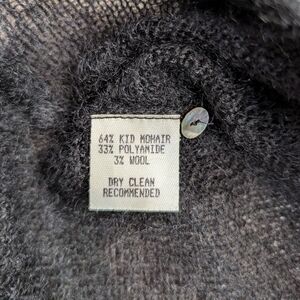 64% KID MOHAIR
33% POLYAMIDE
3% WOOL
DRY CLEAN
RECOMMENDED